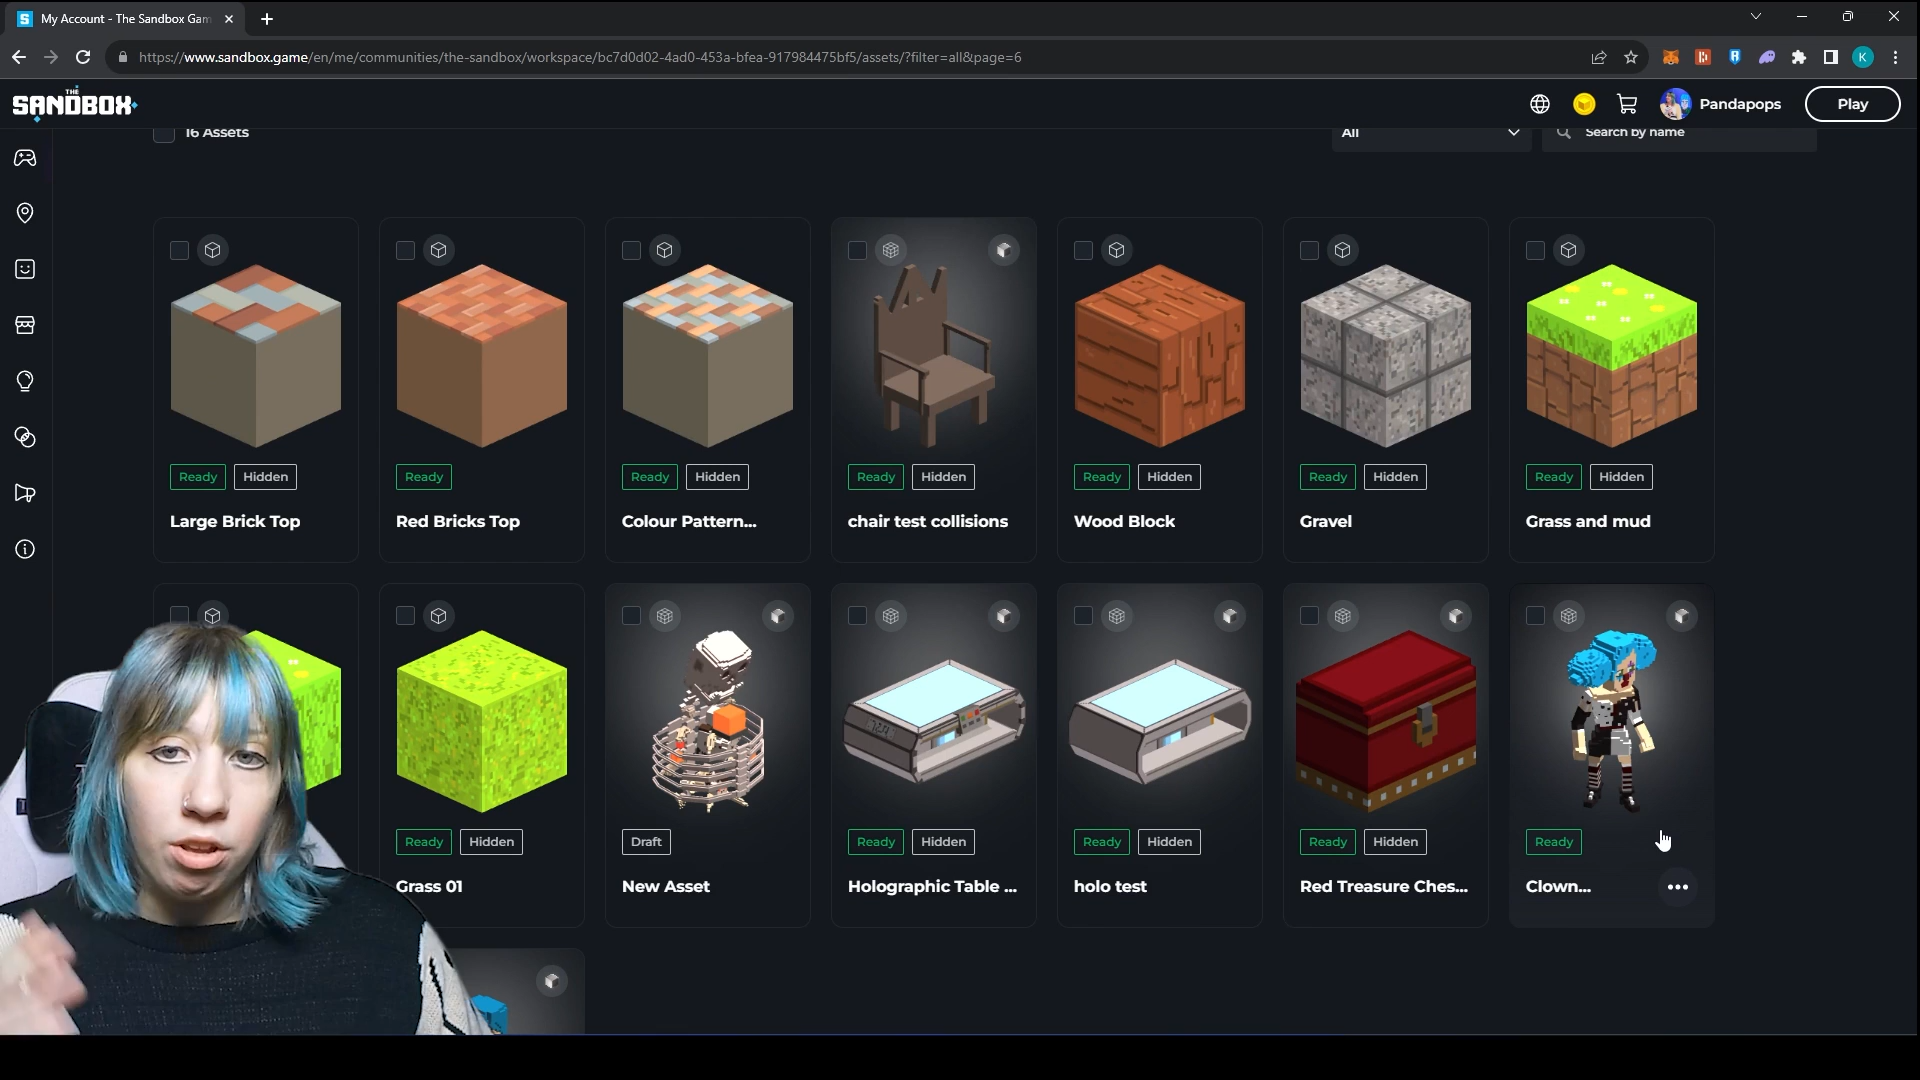 My Account - The Sandbox Gam
https://www.sandbox.game/en/me/communities/the-sandbox/workspace/bc7d0d02-4ad0-453a-bfea-917984475bf5/assets/?filter=all&page=6
K
THE
SANDBOX
Pandapops
Play
16 Assets
All
Search by name
Ready Hidden
Large Brick Top
Ready
Red Bricks Top
Ready Hidden
Colour Pattern...
Ready Hidden
chair test collisions
Ready Hidden
Wood Block
Ready Hidden
Gravel
Ready Hidden
Grass and mud
Ready Hidden
Grass 01
Draft
New Asset
Ready Hidden
Holographic Table ...
Ready Hidden
holo test
Ready Hidden
Red Treasure Ches...
Ready
Clown...